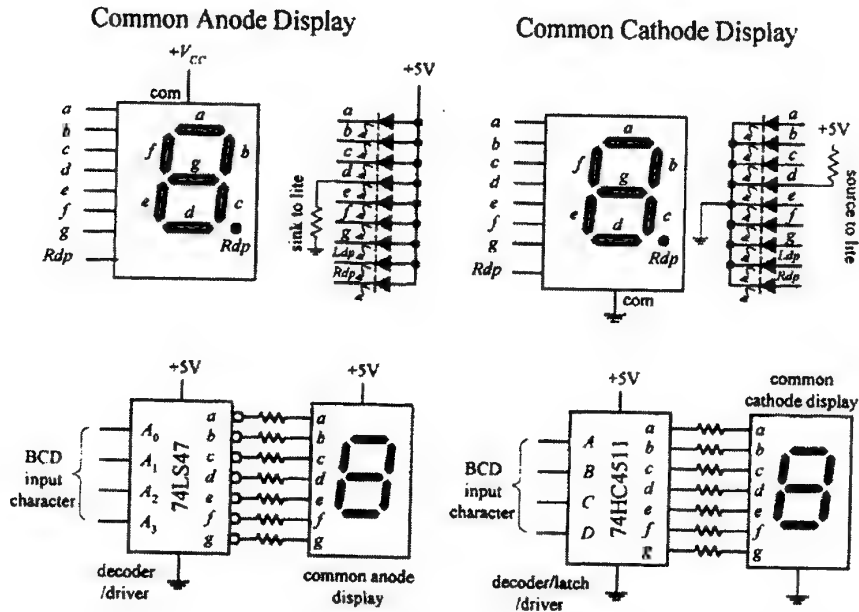 Common Anode Display
+V_CC
com
a
b
c
d
e
f
g
Rdp
a
b
c
d
e
f
g
Rdp
+5V
a
b
c
d
e
f
g
Ldp
Rdp
sink to lite
Common Cathode Display
a
b
c
d
e
f
g
Rdp
a
b
c
d
e
f
g
Rdp
com
a
b
c
d
e
f
g
Ldp
Rdp
+5V
source to lite
+5V
BCD
input
character
A0
A1
A2
A3
74LS47
a
b
c
d
e
f
g
decoder
/driver
+5V
a
b
c
d
e
f
g
common anode
display
+5V
BCD
input
character
A
B
C
D
74HC4511
a
b
c
d
e
f
g
decoder/latch
/driver
common
cathode display
a
b
c
d
e
f
g